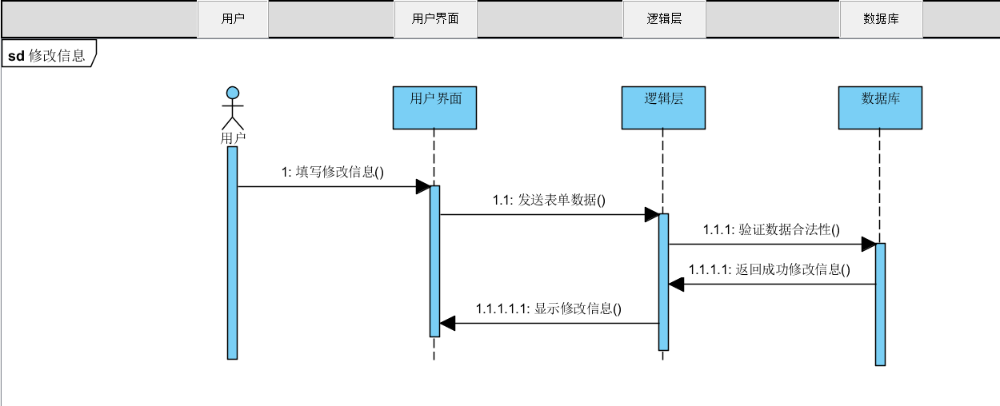 用户 用户界面 逻辑层 数据库
sd 修改信息
用户界面 逻辑层 数据库
用户
1: 填写修改信息()
1.1: 发送表单数据()
1.1.1: 验证数据合法性()
1.1.1.1: 返回成功修改信息()
1.1.1.1.1: 显示修改信息()